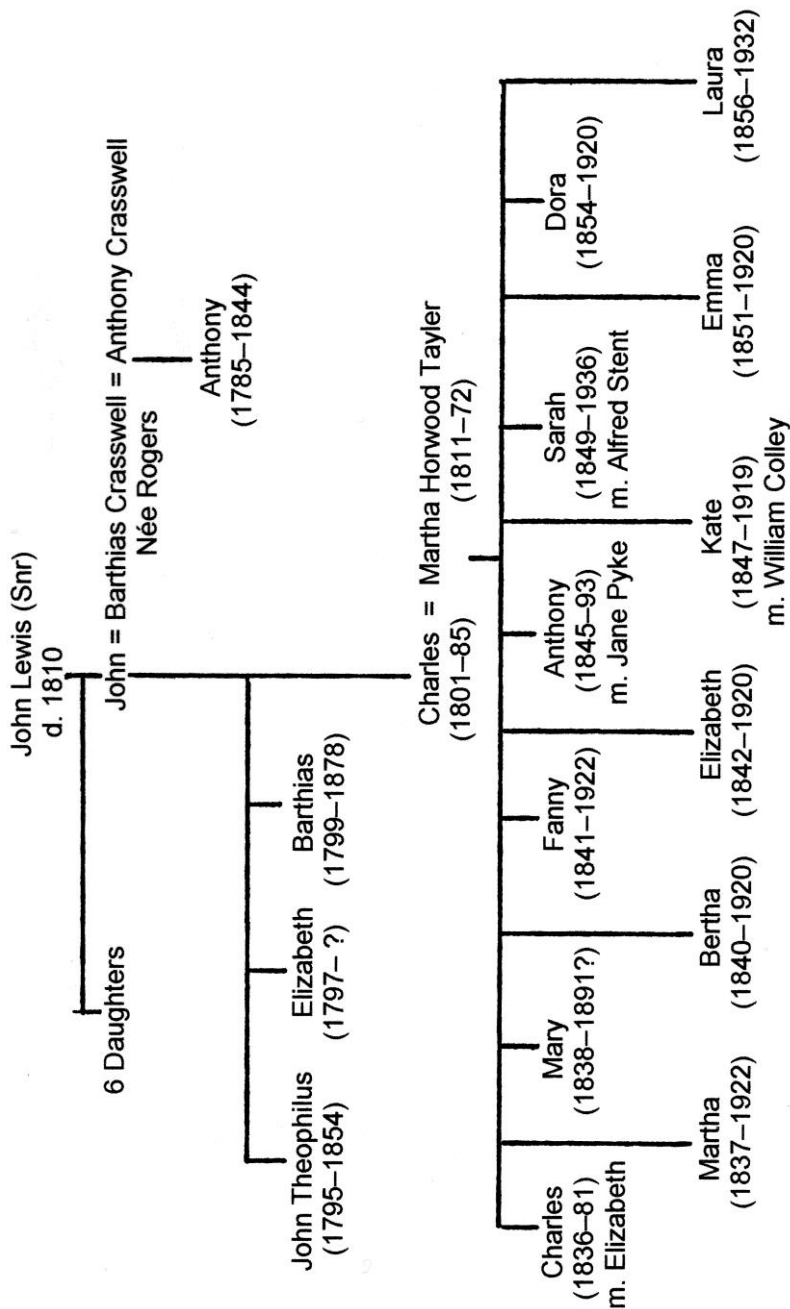 John Lewis (Snr)
d. 1810
6 Daughters
John = Barthias Crasswell = Anthony Crasswell
Née Rogers
Anthony
(1785–1844)
John Theophilus
(1795–1854)
Elizabeth
(1797– ?)
Barthias
(1799–1878)
Charles = Martha Horwood Tayler
(1801–85)
(1811–72)
Charles
(1836–81)
m. Elizabeth
Martha
(1837–1922)
Mary
(1838–1891?)
Bertha
(1840–1920)
Fanny
(1841–1922)
Elizabeth
(1842–1920)
Anthony
(1845–93)
m. Jane Pyke
Kate
(1847–1919)
m. William Colley
Sarah
(1849–1936)
m. Alfred Stent
Emma
(1851–1920)
Dora
(1854–1920)
Laura
(1856–1932)